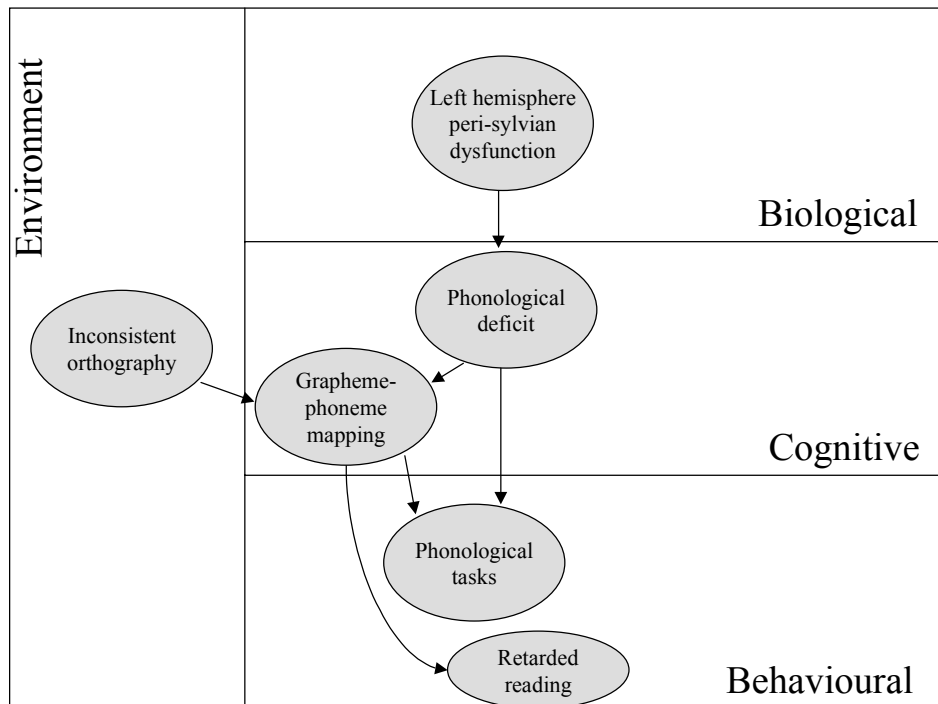 Environment
Left hemisphere
peri-sylvian
dysfunction
Biological
Phonological
deficit
Inconsistent
orthography
Grapheme-
phoneme
mapping
Cognitive
Phonological
tasks
Retarded
reading
Behavioural